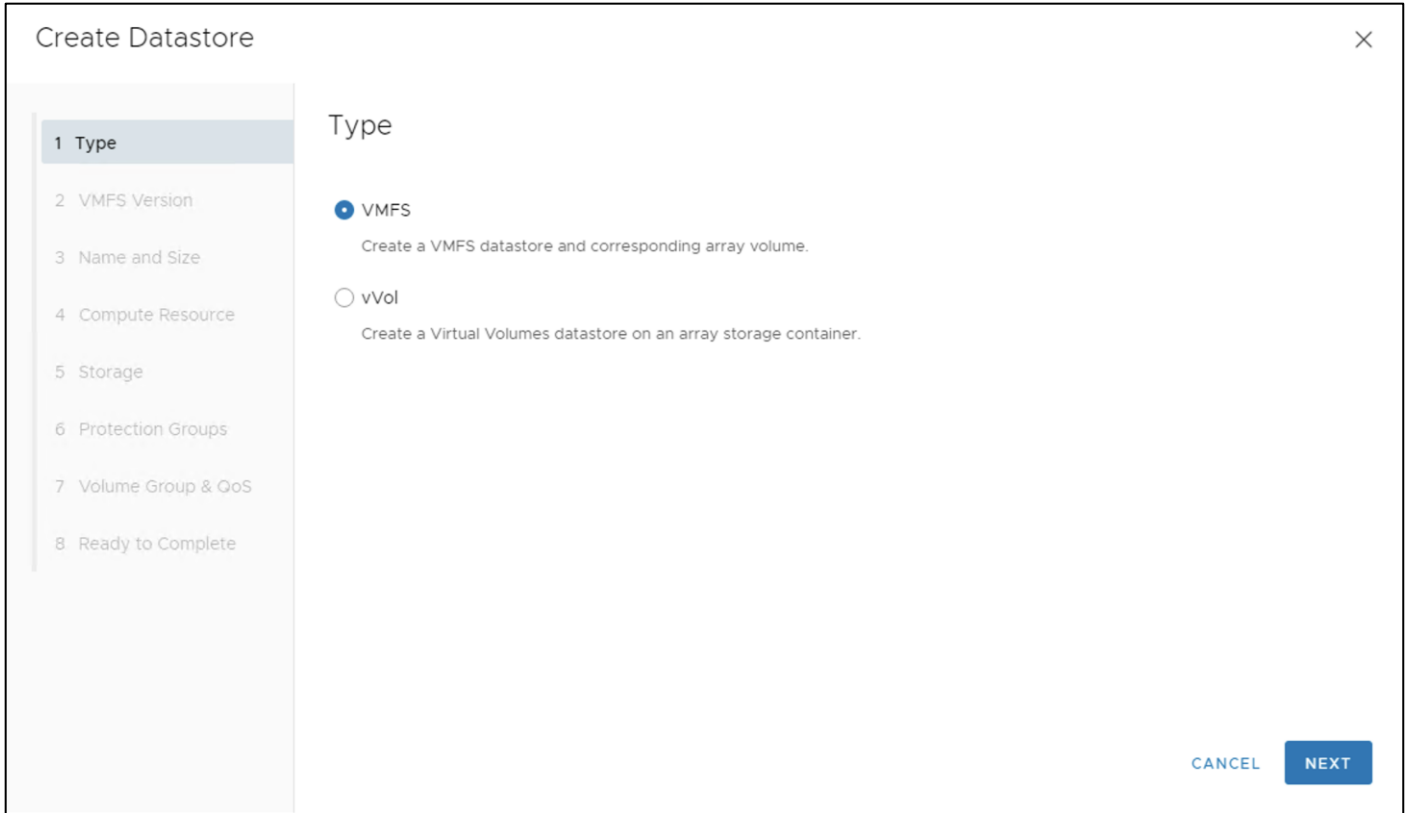 Create Datastore
1 Type
2 VMFS Version
3 Name and Size
4 Compute Resource
5 Storage
6 Protection Groups
7 Volume Group & QoS
8 Ready to Complete
Type
VMFS
Create a VMFS datastore and corresponding array volume.
vVol
Create a Virtual Volumes datastore on an array storage container.
CANCEL
NEXT